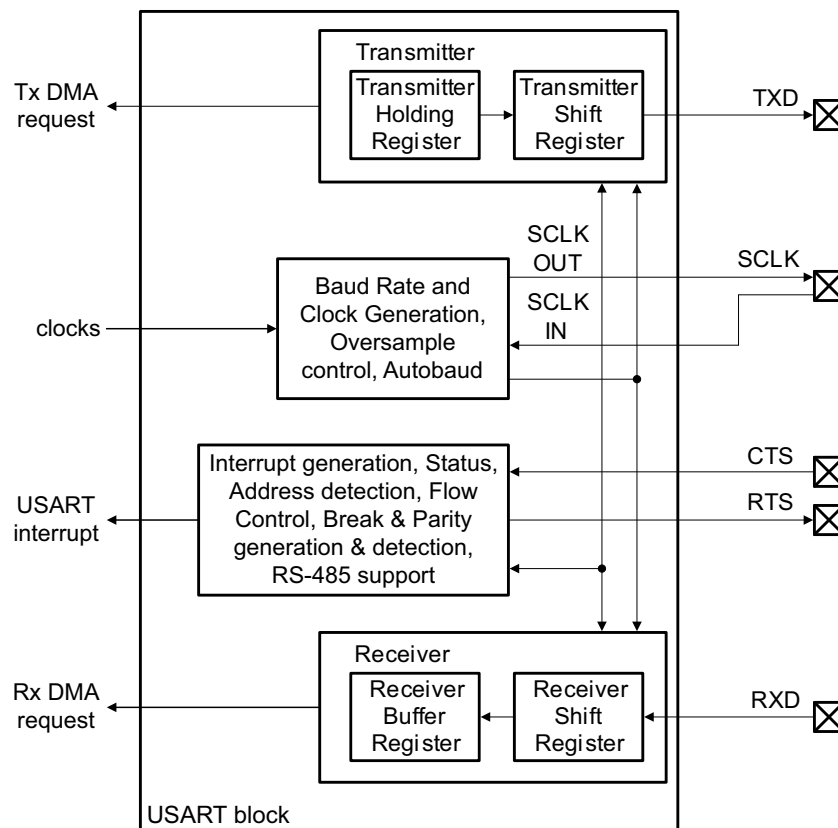 Transmitter
Tx DMA
request
Transmitter
Holding
Register
Transmitter
Shift
Register
TXD
SCLK
OUT
SCLK
Baud Rate and
Clock Generation,
Oversample
control, Autobaud
SCLK
IN
clocks
Interrupt generation, Status,
Address detection, Flow
Control, Break & Parity
generation & detection,
RS-485 support
CTS
RTS
USART
interrupt
Receiver
Rx DMA
request
Receiver
Buffer
Register
Receiver
Shift
Register
RXD
USART block